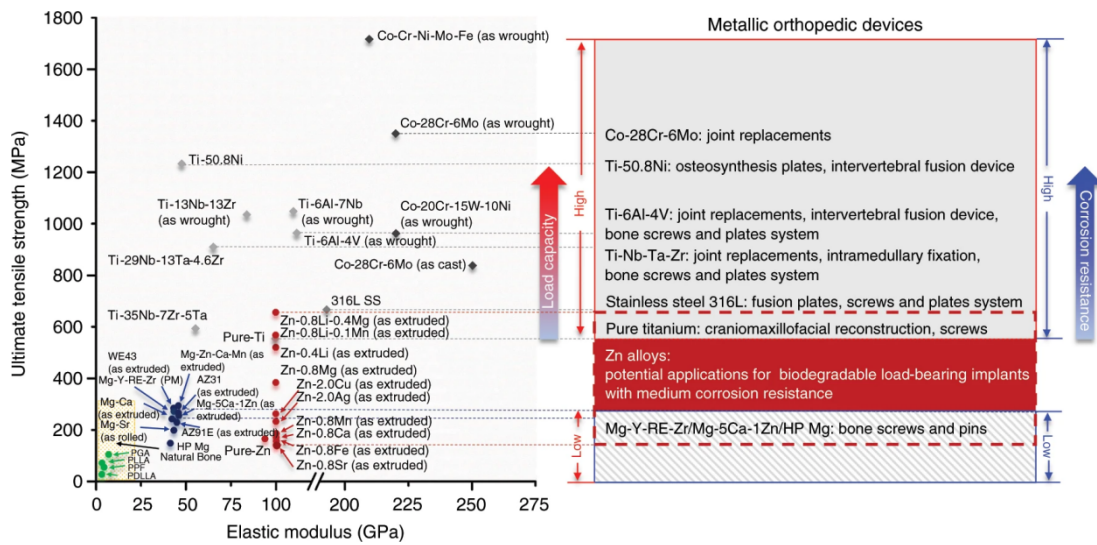 Metallic orthopedic devices
1800
1600
1400
1200
1000
800
600
400
200
0
Ultimate tensile strength (MPa)
0
25
50
75
100
200
225
250
275
Elastic modulus (GPa)
Co-Cr-Ni-Mo-Fe (as wrought)
Co-28Cr-6Mo (as wrought)
Ti-50.8Ni
Ti-13Nb-13Zr
(as wrought)
Ti-6Al-7Nb
(as wrought)
Co-20Cr-15W-10Ni
(as wrought)
Ti-6Al-4V (as wrought)
Ti-29Nb-13Ta-4.6Zr
Co-28Cr-6Mo (as cast)
316L SS
Ti-35Nb-7Zr-5Ta
Pure-Ti
Zn-0.8Li-0.4Mg (as extruded)
Zn-0.8Li-0.1Mn (as extruded)
Zn-0.4Li (as extruded)
Zn-0.8Mg (as extruded)
Zn-2.0Cu (as extruded)
Zn-2.0Ag (as extruded)
Zn-0.8Mn (as extruded)
Zn-0.8Ca (as extruded)
Zn-0.8Fe (as extruded)
Zn-0.8Sr (as extruded)
Pure-Zn
WE43
(as extruded)
Mg-Zn-Ca-Mn (as
extruded)
Mg-Y-RE-Zr (PM)
AZ31
(as extruded)
Mg-Ca
(as extruded)
Mg-5Ca-1Zn (as
extruded)
Mg-Sr
(as rolled)
AZ91E (as extruded)
HP Mg
Natural Bone
PGA
PLLA
PPF
PDLLA
Load capacity
High
Low
Co-28Cr-6Mo: joint replacements
Ti-50.8Ni: osteosynthesis plates, intervertebral fusion device
Ti-6Al-4V: joint replacements, intervertebral fusion device,
bone screws and plates system
Ti-Nb-Ta-Zr: joint replacements, intramedullary fixation,
bone screws and plates system
Stainless steel 316L: fusion plates, screws and plates system
Pure titanium: craniomaxillofacial reconstruction, screws
Zn alloys:
potential applications for biodegradable load-bearing implants
with medium corrosion resistance
Mg-Y-RE-Zr/Mg-5Ca-1Zn/HP Mg: bone screws and pins
High
Low
Corrosion resistance